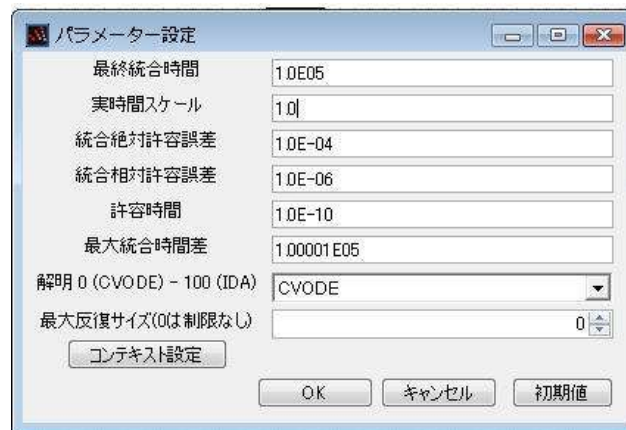 パラメーター設定
最終統合時間 1.0E05
実時間スケール 1.0
統合絶対許容誤差 1.0E-04
統合相対許容誤差 1.0E-06
許容時間 1.0E-10
最大統合時間差 1.00001E05
解明 0 (CVODE) - 100 (IDA) CVODE
最大反復サイズ(0は制限なし) 0
コンテキスト設定
OK キャンセル 初期値